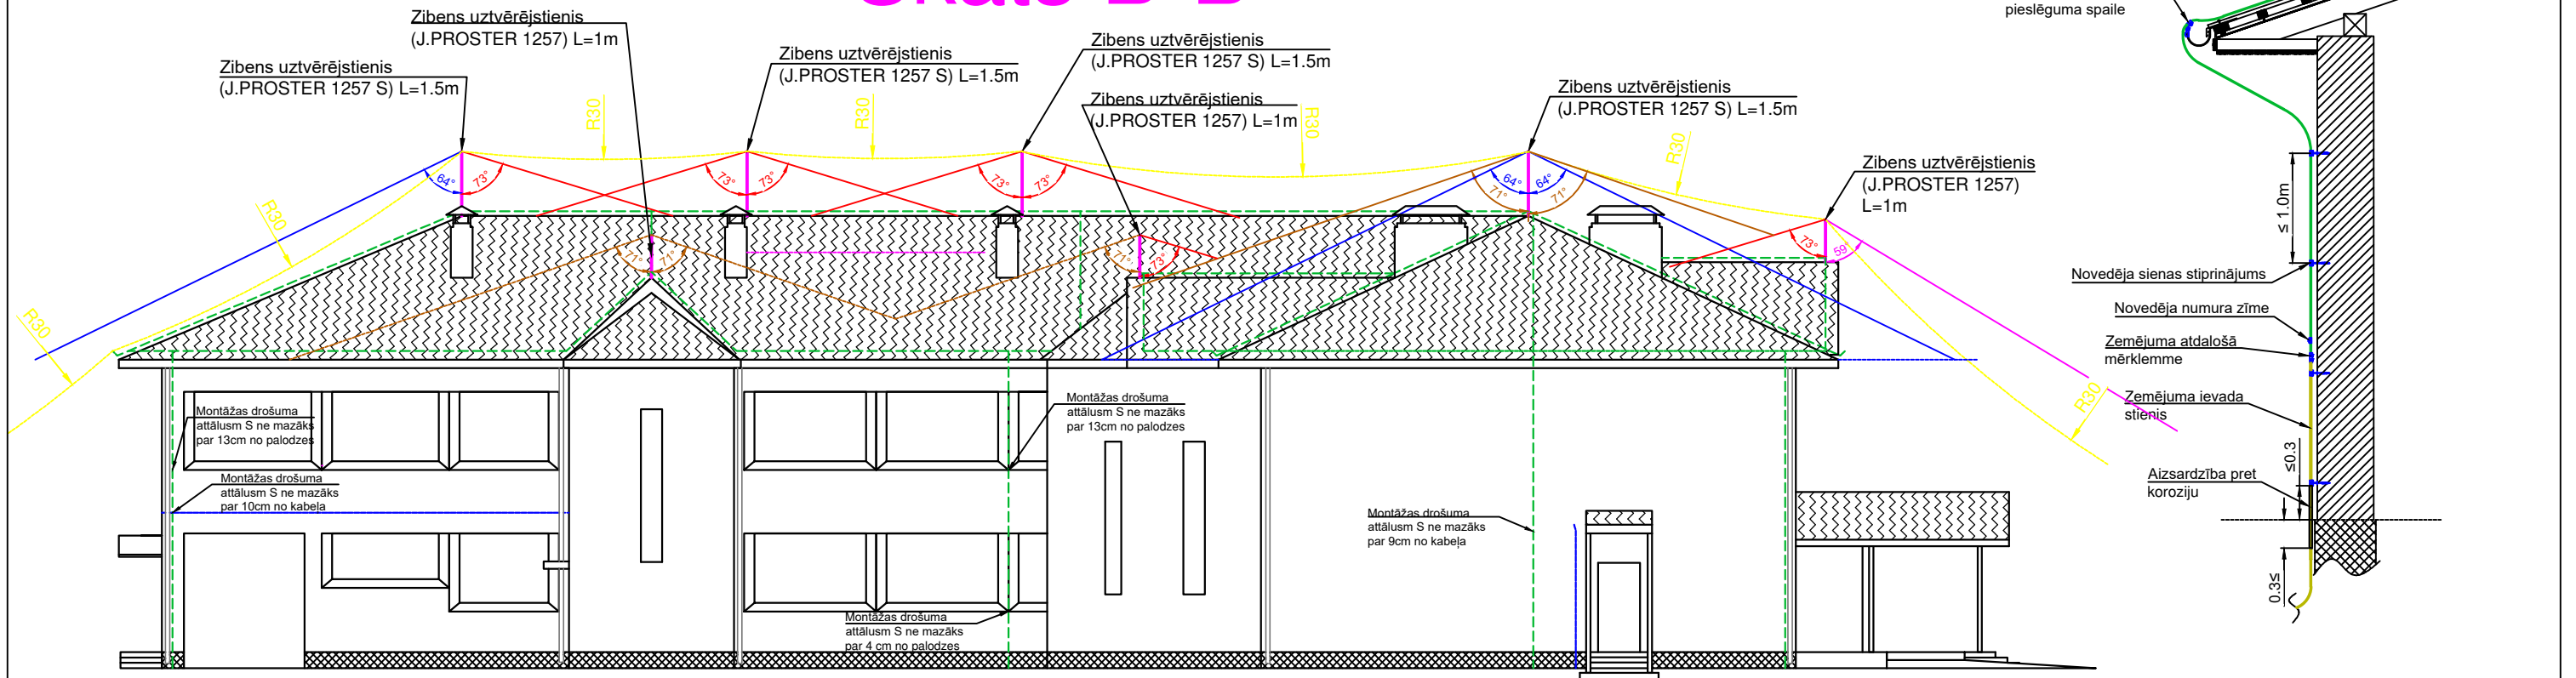 Zibens uztvērējstienis
(J.PROSTER 1257) L=1m
Zibens uztvērējstienis
(J.PROSTER 1257 S) L=1.5m
Zibens uztvērējstienis
(J.PROSTER 1257 S) L=1.5m
Zibens uztvērējstienis
(J.PROSTER 1257 S) L=1.5m
Zibens uztvērējstienis
(J.PROSTER 1257) L=1m
Zibens uztvērējstienis
(J.PROSTER 1257 S) L=1.5m
Zibens uztvērējstienis
(J.PROSTER 1257)
L=1m
R30
R30
R30
R30
R30
R30
R30
64°
73°
73°
73°
73°
73°
64°
64°
71°
71°
71°
71°
71°
73°
73°
59°
Montāžas drošuma
attālusm S ne mazāks
par 13cm no palodzes
Montāžas drošuma
attālusm S ne mazāks
par 10cm no kabeļa
Montāžas drošuma
attālusm S ne mazāks
par 13cm no palodzes
Montāžas drošuma
attālusm S ne mazāks
par 4 cm no palodzes
Montāžas drošuma
attālusm S ne mazāks
par 9cm no kabeļa
pieslēguma spaile
≤ 1.0m
Novedēja sienas stiprinājums
Novedēja numura zīme
Zemējuma atdalošā
mērklemme
Zemējuma ievada
stienis
≤0.3
Aizsardzība pret
koroziju
0.3≤